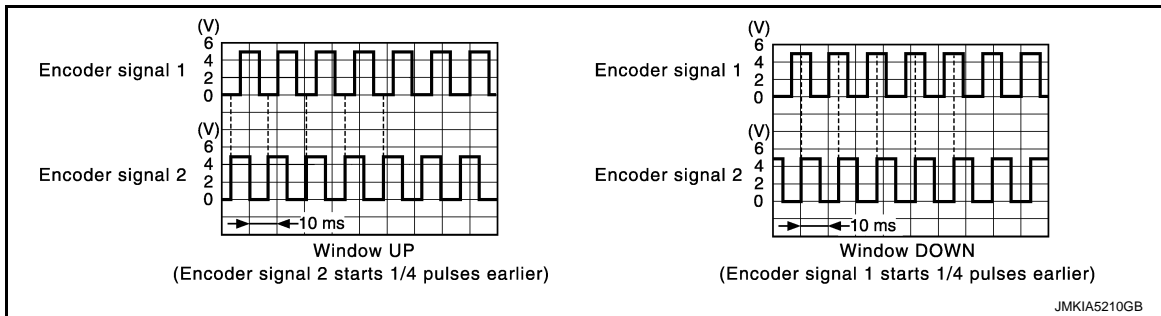 (V)
6
4
2
0
Encoder signal 1
(V)
6
4
2
0
Encoder signal 2
10 ms
Window UP
(Encoder signal 2 starts 1/4 pulses earlier)
(V)
6
4
2
0
Encoder signal 1
(V)
6
4
2
0
Encoder signal 2
10 ms
Window DOWN
(Encoder signal 1 starts 1/4 pulses earlier)
JMKIA5210GB